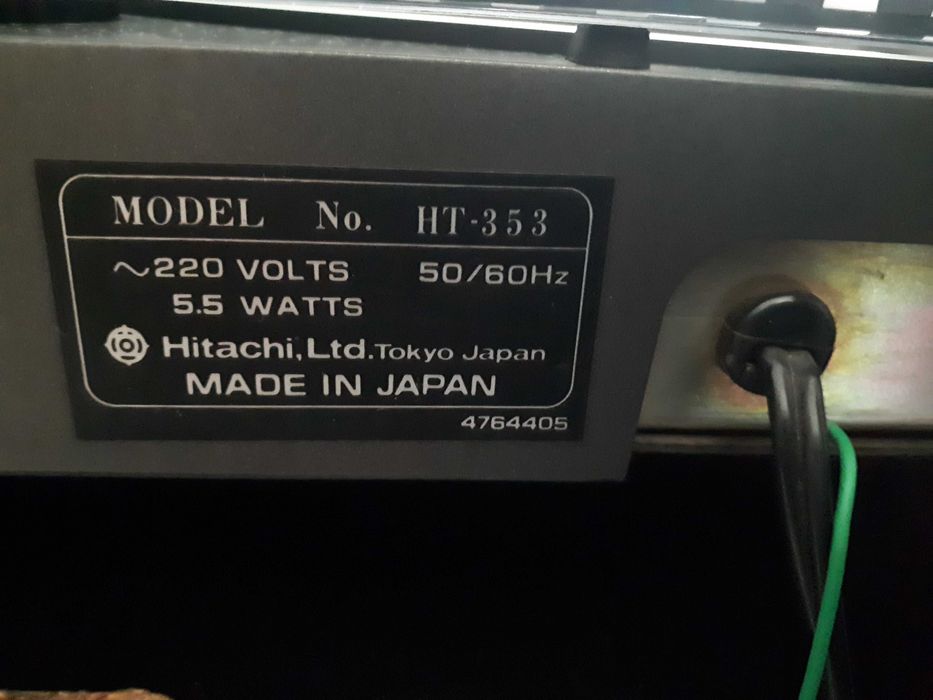 MODEL No. HT-353
~220 VOLTS 50/60Hz
5.5 WATTS
Hitachi, Ltd. Tokyo Japan
MADE IN JAPAN
4764405